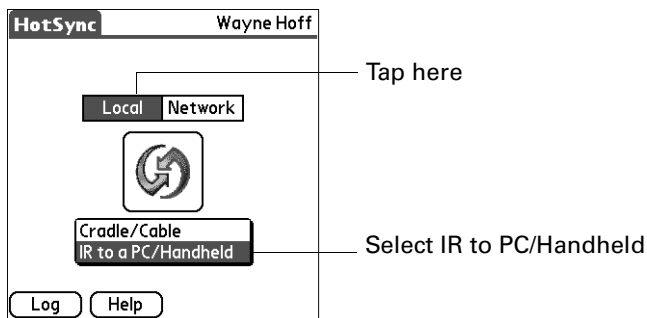 HotSync Wayne Hoff
Tap here
Local Network
Cradle/Cable
IR to a PC/Handheld
Select IR to PC/Handheld
Log Help